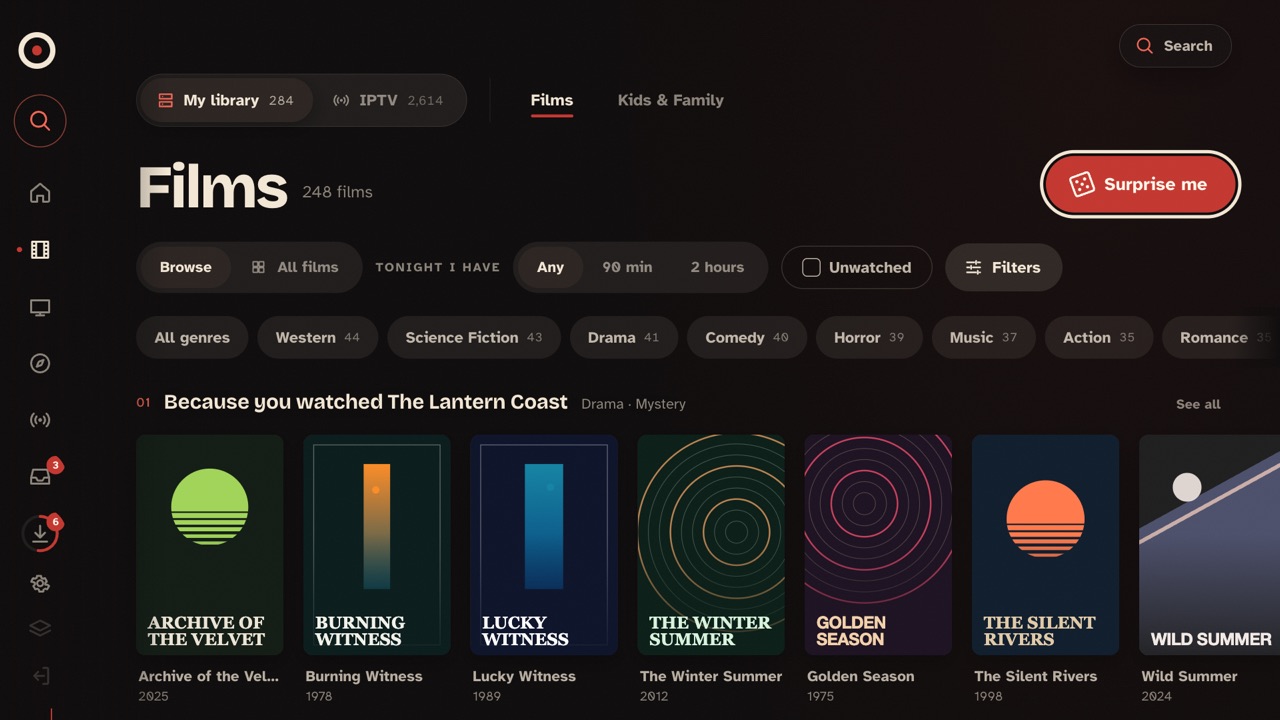 Search
My library 284 IPTV 2,614 Films Kids & Family
Films 248 films
Surprise me
Browse All films TONIGHT I HAVE Any 90 min 2 hours Unwatched Filters
All genres Western 44 Science Fiction 43 Drama 41 Comedy 40 Horror 39 Music 37 Action 35 Romance 35
01 Because you watched The Lantern Coast Drama · Mystery See all
3
6
ARCHIVE OF
THE VELVET
BURNING
WITNESS
LUCKY
WITNESS
THE WINTER
SUMMER
GOLDEN
SEASON
THE SILENT
RIVERS
WILD SUMMER
Archive of the Vel... Burning Witness Lucky Witness The Winter Summer Golden Season The Silent Rivers Wild Summer
2025 1978 1989 2012 1975 1998 2024